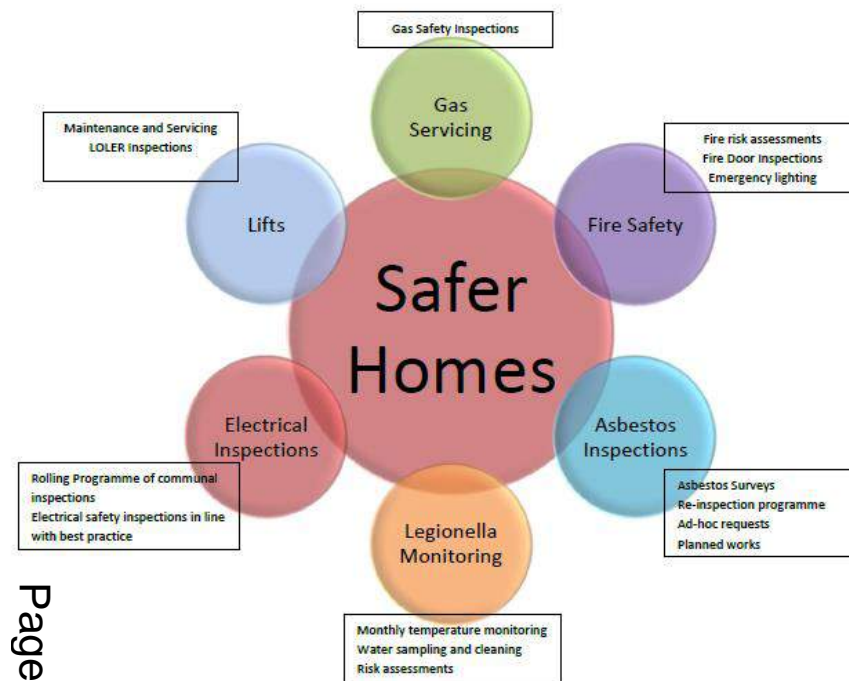 Gas Safety Inspections
Gas
Servicing
Maintenance and Servicing
LOLER Inspections
Lifts
Fire risk assessments
Fire Door Inspections
Emergency lighting
Fire Safety
Safer
Homes
Electrical
Inspections
Rolling Programme of communal
inspections
Electrical safety inspections in line
with best practice
Asbestos
Inspections
Asbestos Surveys
Re-inspection programme
Ad-hoc requests
Planned works
Legionella
Monitoring
Monthly temperature monitoring
Water sampling and cleaning
Risk assessments
Page